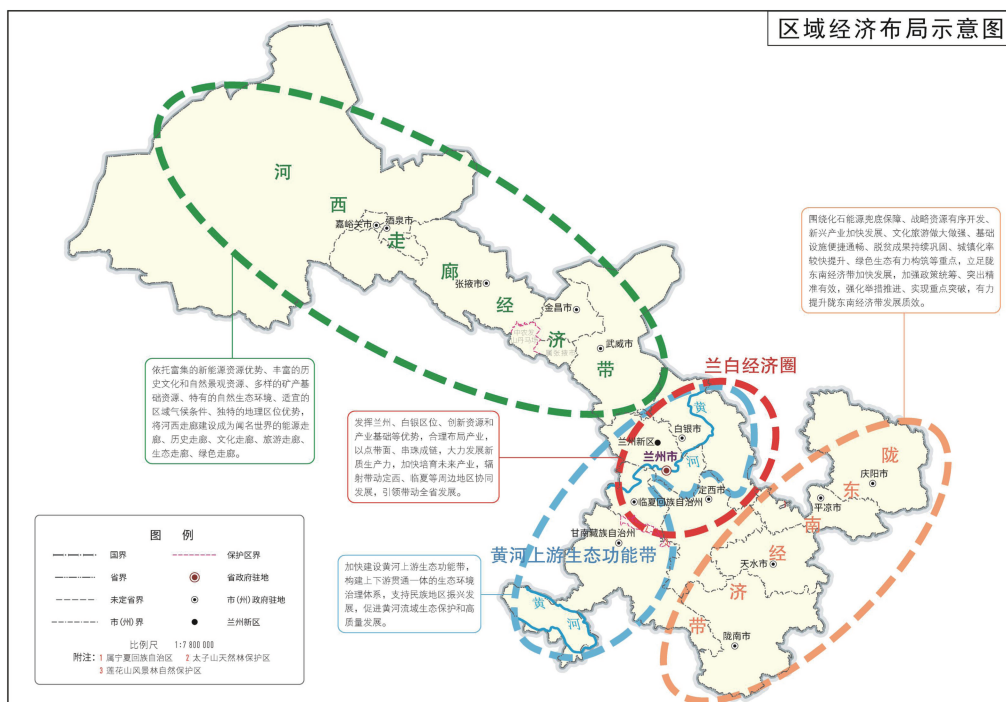 区域经济布局示意图
围绕化石能源兜底保障、战略资源有序开发、
新兴产业加快发展、文化旅游做大做强、基础
设施便捷通畅、脱贫成果持续巩固、城镇化率
较快提升、绿色生态有力构筑等重点，立足陇
东南经济带加快发展，加强政策统筹、突出精
准有效，强化举措推进、实现重点突破，有力
提升陇东南经济带发展质效。
河西走廊经济带
嘉峪关市
酒泉市
张掖市
金昌市
武威市
依托富集的新能源资源优势、丰富的历
史文化和自然景观资源、多样的矿产基
础资源、特有的自然生态环境、适宜的
区域气候条件、独特的地理区位优势，
将河西走廊建设成为闻名世界的能源走
廊、历史走廊、文化走廊、旅游走廊、
生态走廊、绿色走廊。
兰白经济圈
发挥兰州、白银区位、创新资源和
产业基础等优势，合理布局产业，
以点带面、串珠成链，大力发展新
质生产力，加快培育未来产业，辐
射带动定西、临夏等周边地区协同
发展，引领带动全省发展。
黄河
白银市
兰州新区
兰州市
定西市
临夏回族自治州
甘南藏族自治州
陇东南经济带
庆阳市
平凉市
天水市
陇南市
黄河上游生态功能带
加快建设黄河上游生态功能带，
构建上下游贯通一体的生态环境
治理体系，支持民族地区振兴发
展，促进黄河流域生态保护和高
质量发展。
黄河
图 例
国界
保护区界
省界
省政府驻地
未定省界
市（州）政府驻地
市（州）界
兰州新区
比例尺 1:7 800 000
附注：1 属宁夏回族自治区 2 太子山天然林保护区
3 莲花山风景林自然保护区